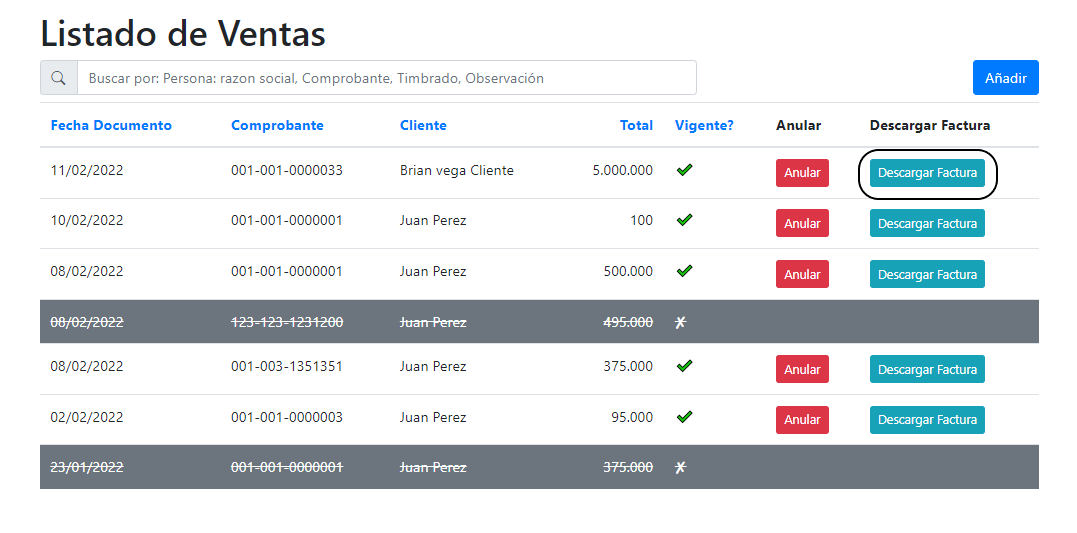 Listado de Ventas
Buscar por: Persona: razon social, Comprobante, Timbrado, Observación
Añadir
Fecha Documento Comprobante Cliente Total Vigente? Anular Descargar Factura
11/02/2022 001-001-0000033 Brian vega Cliente 5.000.000 Anular Descargar Factura
10/02/2022 001-001-0000001 Juan Perez 100 Anular Descargar Factura
08/02/2022 001-001-0000001 Juan Perez 500.000 Anular Descargar Factura
08/02/2022 123-123-1231200 Juan Perez 495.000
08/02/2022 001-003-1351351 Juan Perez 375.000 Anular Descargar Factura
02/02/2022 001-001-0000003 Juan Perez 95.000 Anular Descargar Factura
23/01/2022 001-001-0000001 Juan Perez 375.000